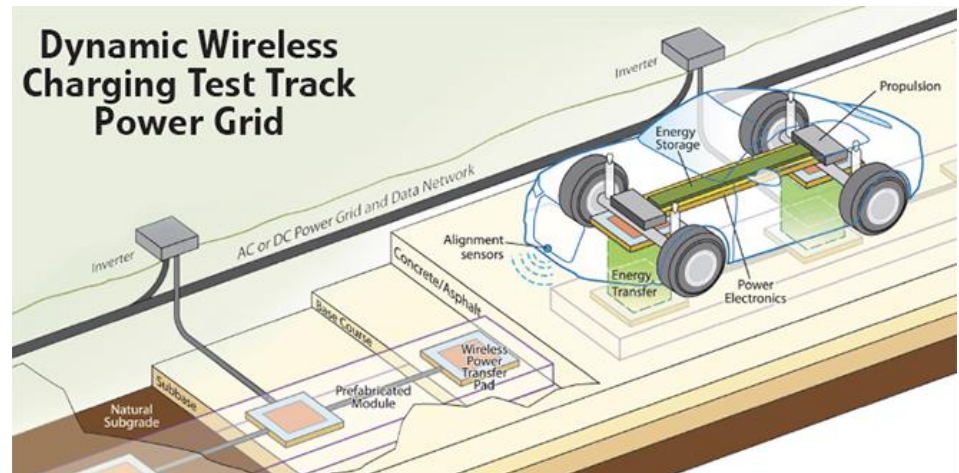 Dynamic Wireless
Charging Test Track
Power Grid
Inverter
Propulsion
Energy
Storage
AC or DC Power Grid and Data Network
Inverter
Alignment
sensors
Concrete/Asphalt
Energy
Transfer
Power
Electronics
Base Course
Wireless
Power
Transfer
Pad
Prefabricated
Module
Subbase
Natural
Subgrade